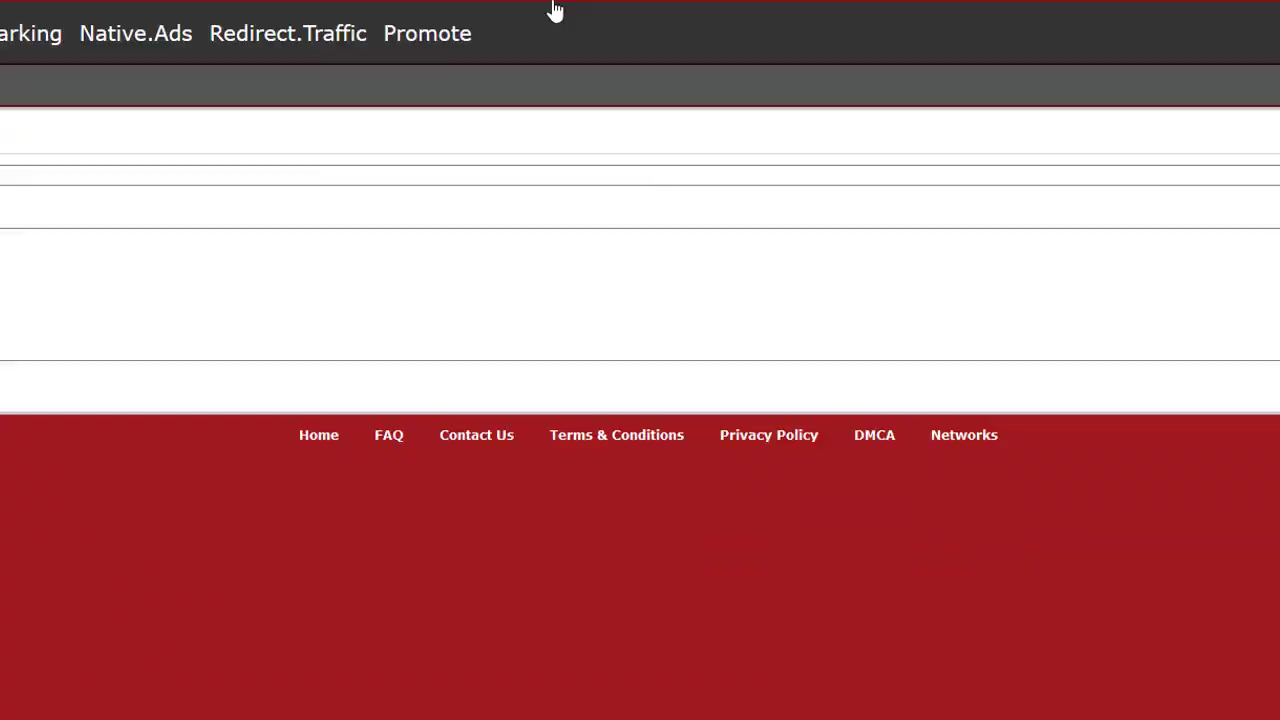 arking Native.Ads Redirect.Traffic Promote
Home FAQ Contact Us Terms & Conditions Privacy Policy DMCA Networks